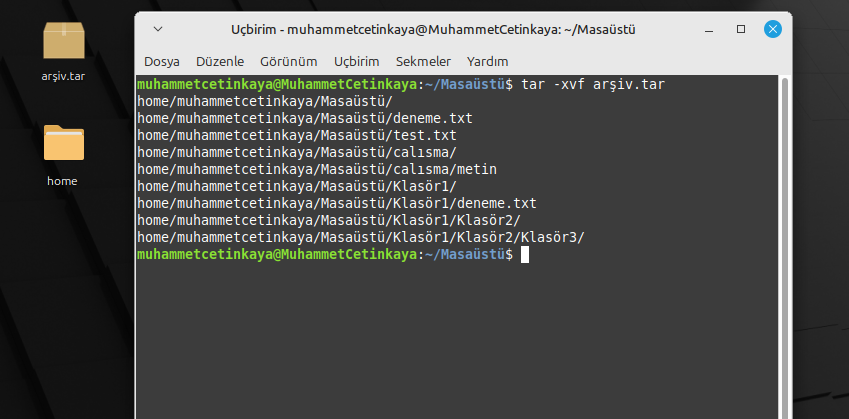 arşiv.tar
home
Uçbirim - muhammetcetinkaya@MuhammetCetinkaya: ~/Masaüstü
Dosya Düzenle Görünüm Uçbirim Sekmeler Yardım
muhammetcetinkaya@MuhammetCetinkaya:~/Masaüstü$ tar -xvf arşiv.tar
home/muhammetcetinkaya/Masaüstü/
home/muhammetcetinkaya/Masaüstü/deneme.txt
home/muhammetcetinkaya/Masaüstü/test.txt
home/muhammetcetinkaya/Masaüstü/calısma/
home/muhammetcetinkaya/Masaüstü/calısma/metin
home/muhammetcetinkaya/Masaüstü/Klasör1/
home/muhammetcetinkaya/Masaüstü/Klasör1/deneme.txt
home/muhammetcetinkaya/Masaüstü/Klasör1/Klasör2/
home/muhammetcetinkaya/Masaüstü/Klasör1/Klasör2/Klasör3/
muhammetcetinkaya@MuhammetCetinkaya:~/Masaüstü$